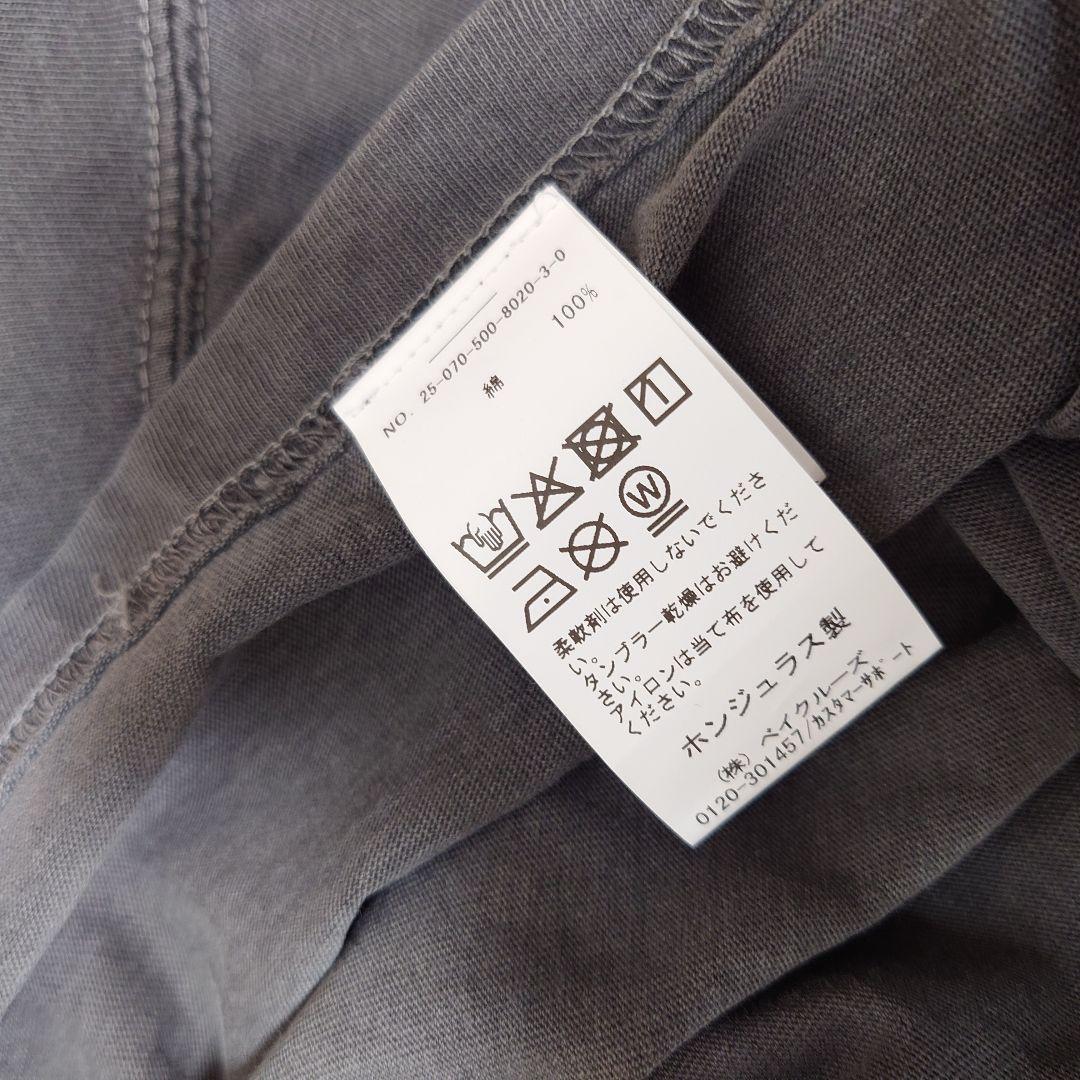 NO. 25-070-500-8020-3-0
綿 100%
W
柔軟剤は使用しないでくださ
い。
タンブラー乾燥はお避けくだ
さい。
アイロンは当て布を使用して
ください。
ホンジュラス製
(株) ベイクルーズ
0120-301457/カスタマーサポート